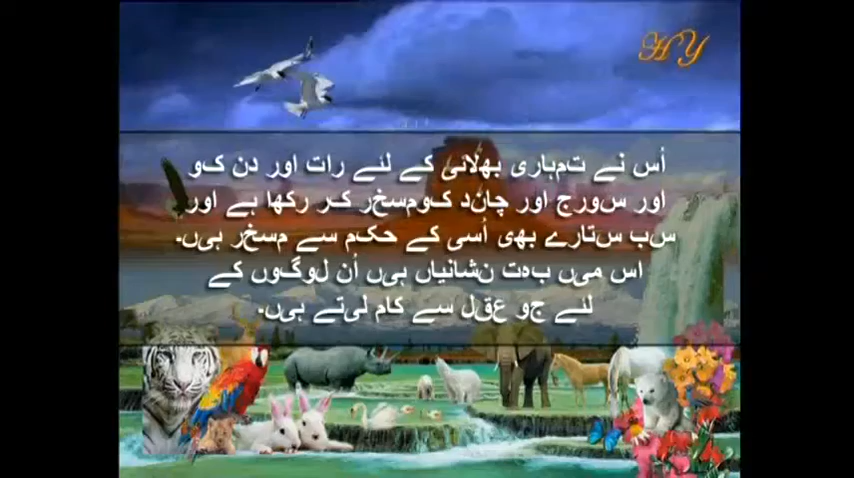 HY
اُس نے تمہاری بھلائی کے لئے رات اور دن کو
اور سورج اور چاند کومسخر کر رکھا ہے اور
سب ستارے بھی اُسی کے حکم سے مسخر ہیں۔
اس میں بہت نشانیاں ہیں اُن لوگوں کے
لئے جو عقل سے کام لیتے ہیں۔